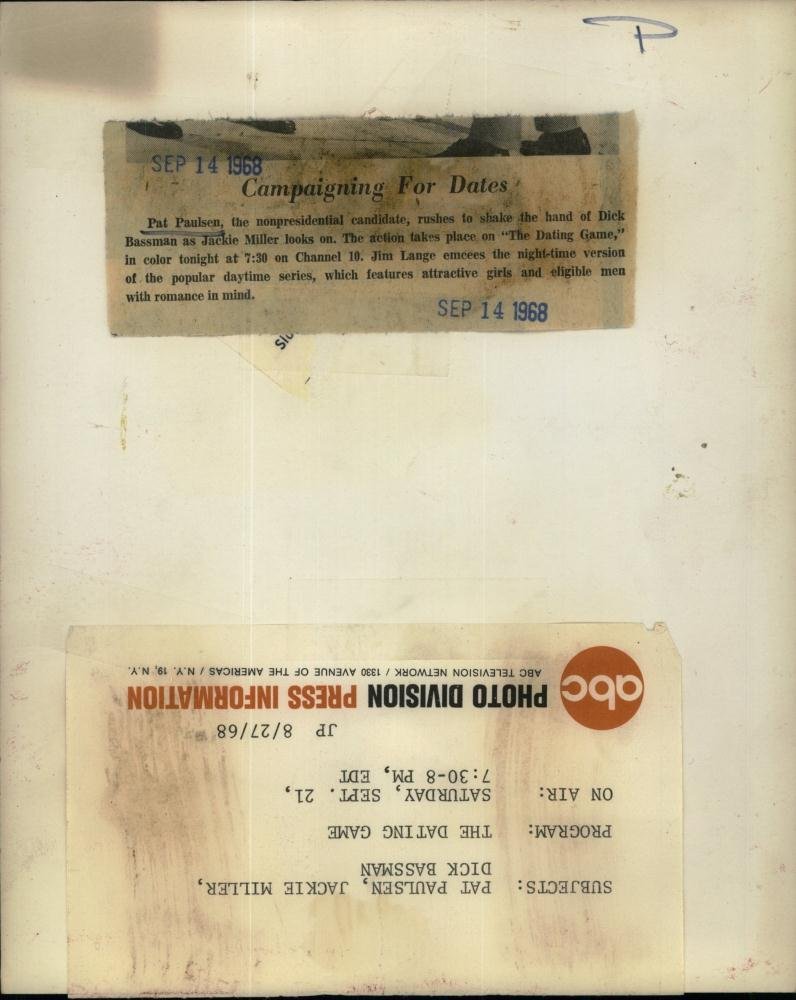 P
SEP 14 1968
Campaigning For Dates
Pat Paulsen, the nonpresidential candidate, rushes to shake the hand of Dick
Bassman as Jackie Miller looks on. The action takes place on “The Dating Game,”
in color tonight at 7:30 on Channel 10. Jim Lange emcees the night-time version
of the popular daytime series, which features attractive girls and eligible men
with romance in mind.
SEP 14 1968
abc
PHOTO DIVISION PRESS INFORMATION
ABC TELEVISION NETWORK / 1330 AVENUE OF THE AMERICAS / N.Y. 19, N.Y.
JP 8/27/68
ON AIR: SATURDAY, SEPT. 21,
7:30-8 PM, EDT
PROGRAM: THE DATING GAME
SUBJECTS: PAT PAULSEN, JACKIE MILLER,
DICK BASSMAN